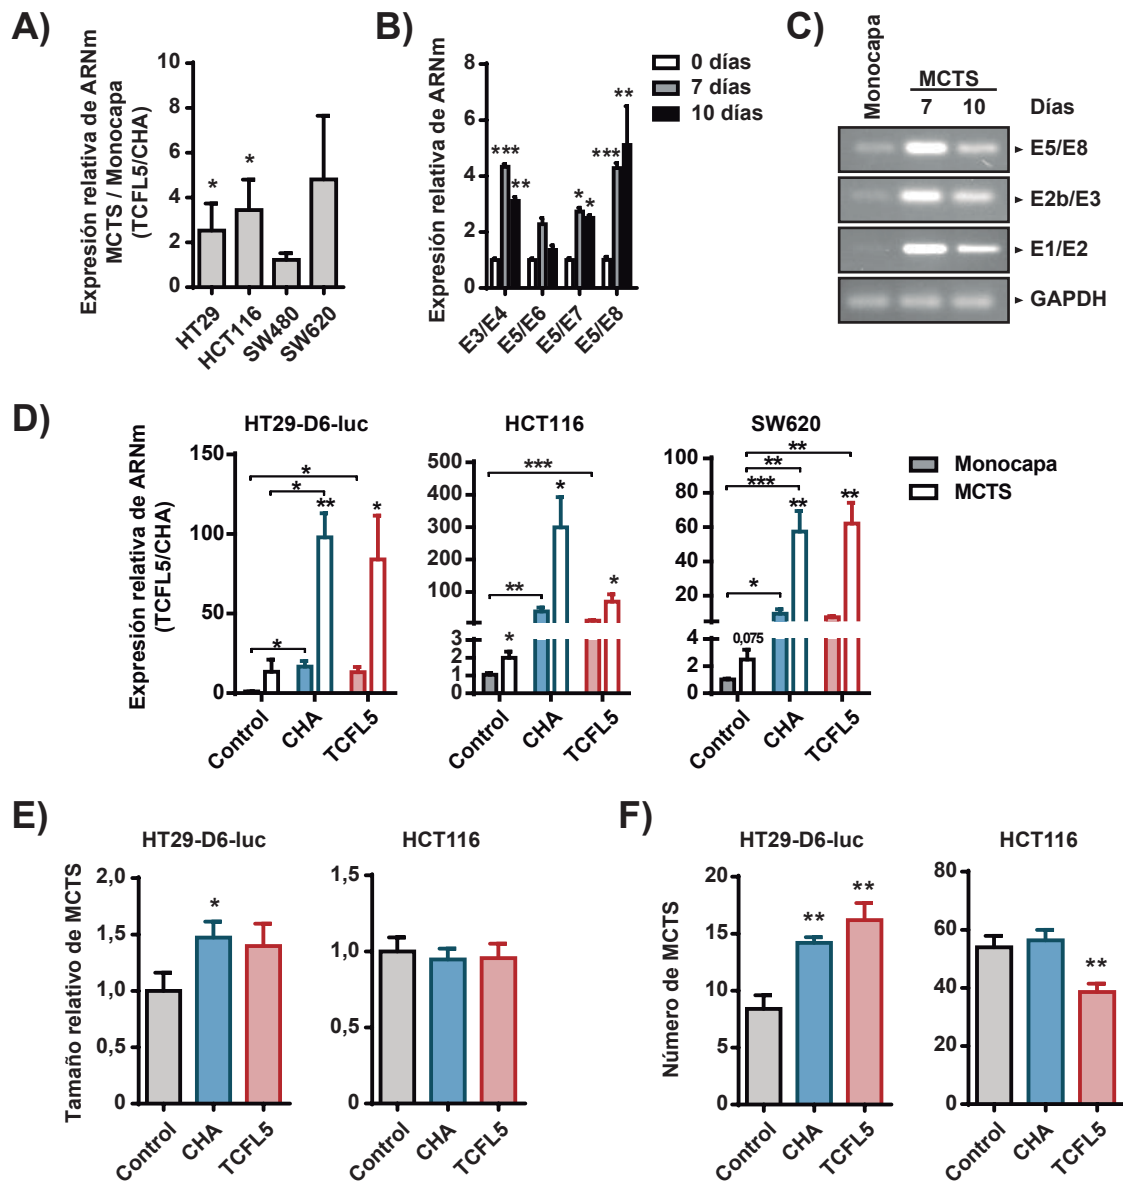 A)
Expresión relativa de ARNm
MCTS / Monocapa
(TCFL5/CHA)
10
8
6
4
2
0
*
*
HT29
HCT116
SW480
SW620
B)
Expresión relativa de ARNm
8
6
4
2
0
***
**
*
*
***
**
E3/E4
E5/E6
E5/E7
E5/E8
0 días
7 días
10 días
C)
Monocapa
MCTS
7 10 Días
E5/E8
E2b/E3
E1/E2
GAPDH
D)
Expresión relativa de ARNm
(TCFL5/CHA)
HT29-D6-luc
150
100
50
0
*
*
**
*
*
Control
CHA
TCFL5
HCT116
500
400
300
200
100
3
2
1
0
***
*
**
*
*
Control
CHA
TCFL5
SW620
100
80
60
40
20
4
2
0
**
**
***
**
**
*
0,075
Control
CHA
TCFL5
Monocapa
MCTS
E)
Tamaño relativo de MCTS
HT29-D6-luc
2,0
1,5
1,0
0,5
0
*
Control
CHA
TCFL5
HCT116
1,5
1,0
0,5
0
Control
CHA
TCFL5
F)
Número de MCTS
HT29-D6-luc
20
15
10
5
0
**
**
Control
CHA
TCFL5
HCT116
80
60
40
20
0
**
Control
CHA
TCFL5